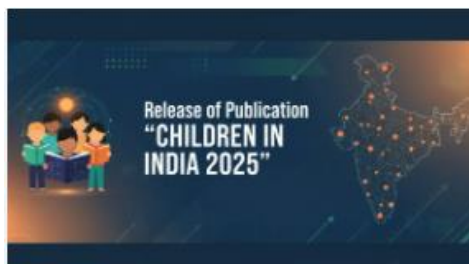 Release of Publication
“CHILDREN IN
INDIA 2025”